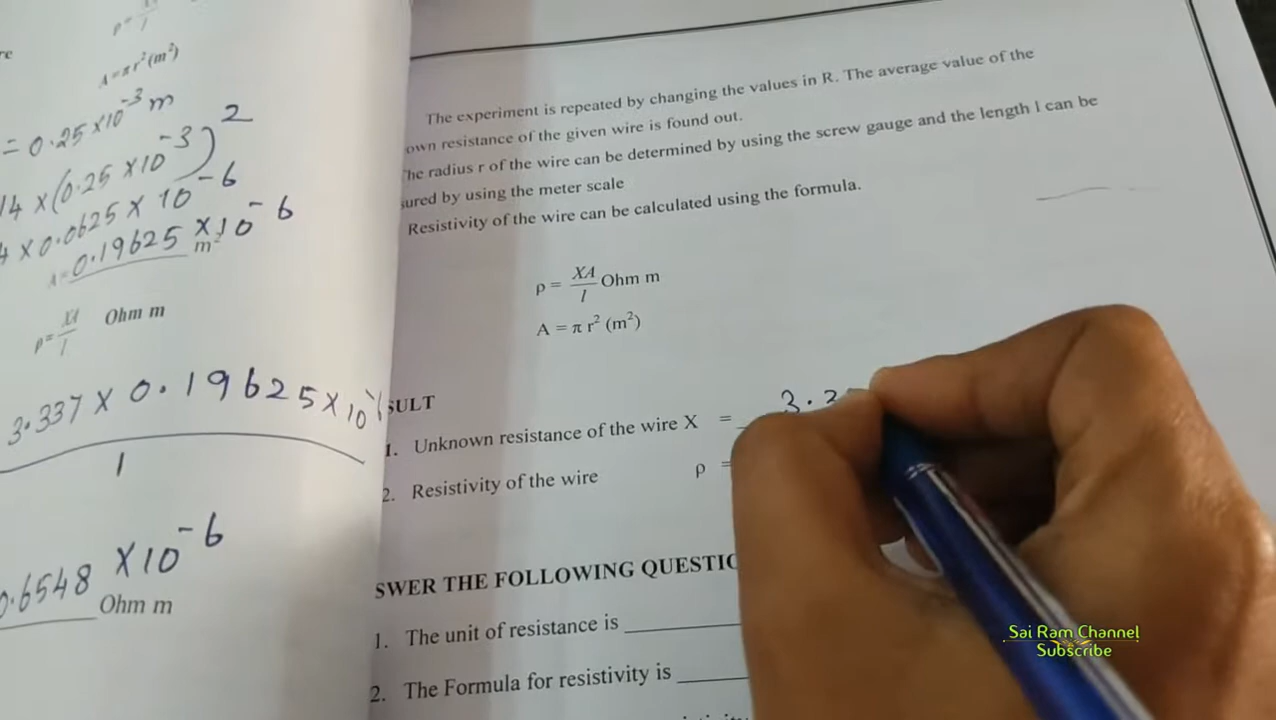 re
A = π r² (m²)
= 0.25 × 10⁻³ m
14 × (0.25 × 10⁻³)²
4 × 0.0625 × 10⁻⁶
A = 0.19625 × 10⁻⁶ m²
ρ = XA / l Ohm m
3.337 × 0.19625 × 10
1
0.6548 × 10⁻⁶ Ohm m
The experiment is repeated by changing the values in R. The average value of the
own resistance of the given wire is found out.
he radius r of the wire can be determined by using the screw gauge and the length l can be
sured by using the meter scale
Resistivity of the wire can be calculated using the formula.
ρ = XA / l Ohm m
A = π r² (m²)
SULT
1. Unknown resistance of the wire X = 3.3
2. Resistivity of the wire ρ =
SWER THE FOLLOWING QUESTIO
1. The unit of resistance is
2. The Formula for resistivity is
Sai Ram Channel
Subscribe